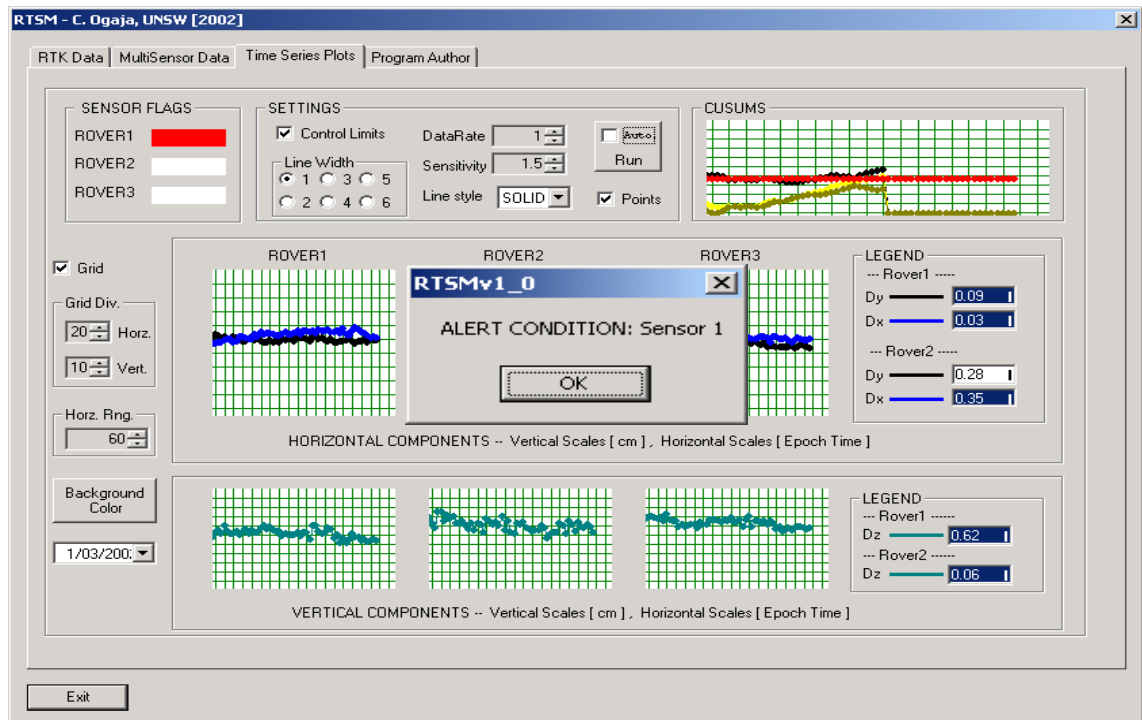 RTSM - C. Ogaja, UNSW [2002]
RTK Data MultiSensor Data Time Series Plots Program Author
SENSOR FLAGS
ROVER1
ROVER2
ROVER3
SETTINGS
Control Limits
Line Width
1 3 5
2 4 6
DataRate 1
Sensitivity 1.5
Line style SOLID
Auto
Run
Points
CUSUMS
Grid
Grid Div.
20 Horz.
10 Vert.
Horz. Rng.
60
Background
Color
1/03/200
ROVER1 ROVER2 ROVER3
RTSMv1_0
ALERT CONDITION: Sensor 1
OK
HORIZONTAL COMPONENTS -- Vertical Scales [ cm ] , Horizontal Scales [ Epoch Time ]
LEGEND
--- Rover1 -----
Dy 0.09
Dx 0.03
--- Rover2 -----
Dy 0.28
Dx 0.35
VERTICAL COMPONENTS -- Vertical Scales [ cm ] , Horizontal Scales [ Epoch Time ]
LEGEND
--- Rover1 ------
Dz 0.62
--- Rover2 ------
Dz 0.06
Exit